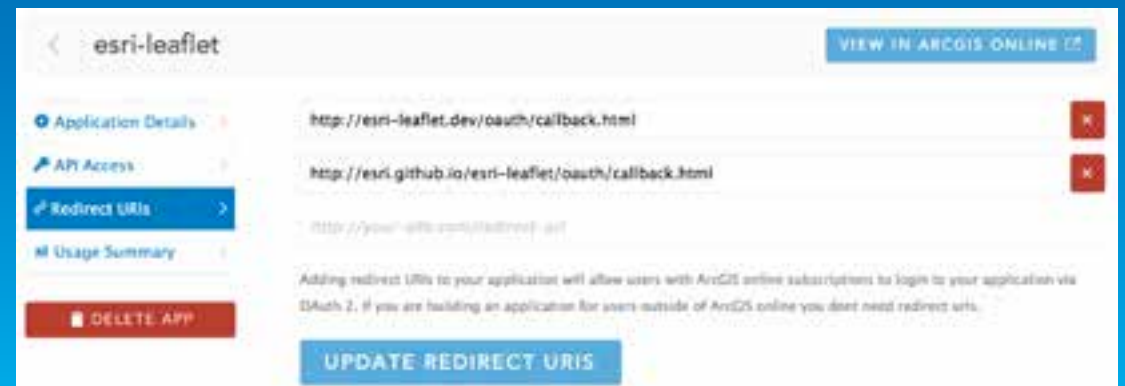 esri-leaflet
VIEW IN ARCGIS ONLINE
Application Details
http://esri-leaflet.dev/oauth/callback.html
API Access
http://esri.github.io/esri-leaflet/oauth/callback.html
Redirect URIs
Usage Summary
Adding redirect URIs to your application will allow users with ArcGIS online subscriptions to login to your application via
OAuth 2. If you are building an application for users outside of ArcGIS online you dont need redirect uris.
DELETE APP
UPDATE REDIRECT URIS